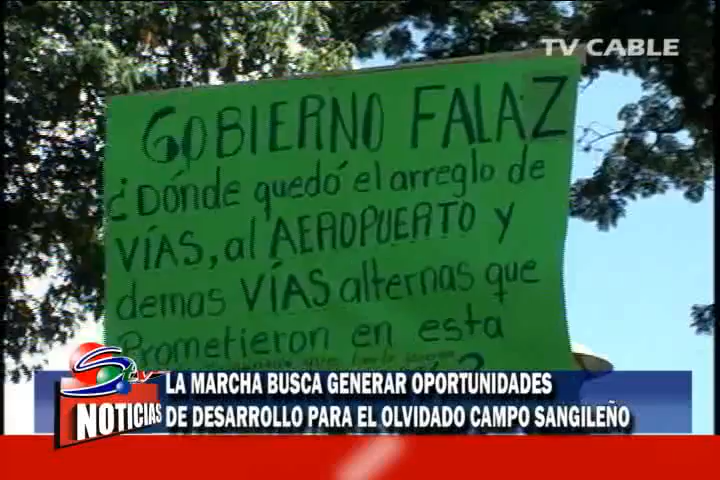 TV CABLE
GOBIERNO FALAZ
¿DÓnde quedó el arreglo de
VÍAS, al AEROPUERTO y
demas VÍAS alternas que
Prometieron en esta
STV
NOTICIAS
LA MARCHA BUSCA GENERAR OPORTUNIDADES
DE DESARROLLO PARA EL OLVIDADO CAMPO SANGILEÑO